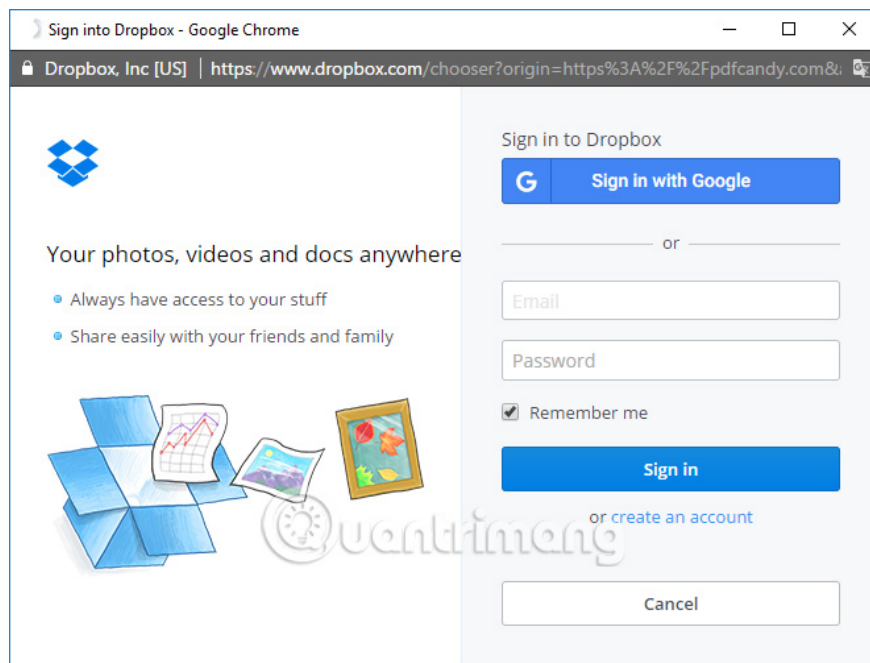 Sign into Dropbox - Google Chrome
Dropbox, Inc [US] | https://www.dropbox.com/chooser?origin=https%3A%2F%2Fpdfcandy.com&
Sign in to Dropbox
G Sign in with Google
or
Your photos, videos and docs anywhere
Always have access to your stuff
Share easily with your friends and family
Email
Password
Remember me
Sign in
or create an account
Quantrimang
Cancel